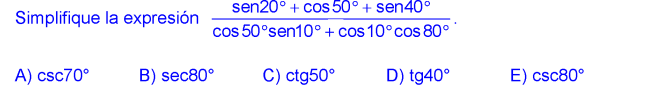 Simplifique la expresión (sen20° + cos50° + sen40°) / (cos50°sen10° + cos10°cos80°).
A) csc70° B) sec80° C) ctg50° D) tg40° E) csc80°